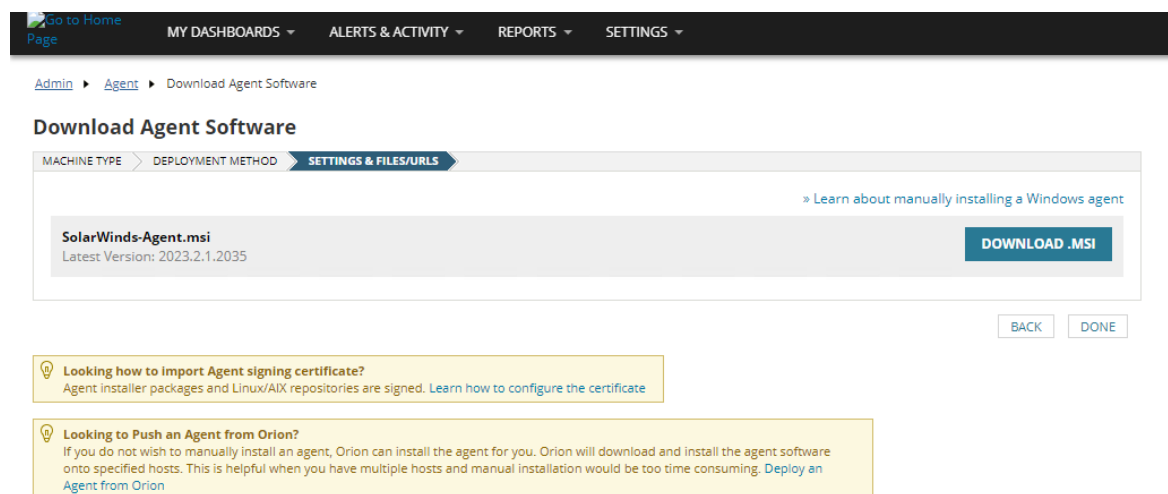 Go to Home
Page
MY DASHBOARDS ALERTS & ACTIVITY REPORTS SETTINGS
Admin Agent Download Agent Software
Download Agent Software
MACHINE TYPE DEPLOYMENT METHOD SETTINGS & FILES/URLS
» Learn about manually installing a Windows agent
SolarWinds-Agent.msi
DOWNLOAD .MSI
Latest Version: 2023.2.1.2035
BACK DONE
Looking how to import Agent signing certificate?
Agent installer packages and Linux/AIX repositories are signed. Learn how to configure the certificate
Looking to Push an Agent from Orion?
If you do not wish to manually install an agent, Orion can install the agent for you. Orion will download and install the agent software
onto specified hosts. This is helpful when you have multiple hosts and manual installation would be too time consuming. Deploy an
Agent from Orion